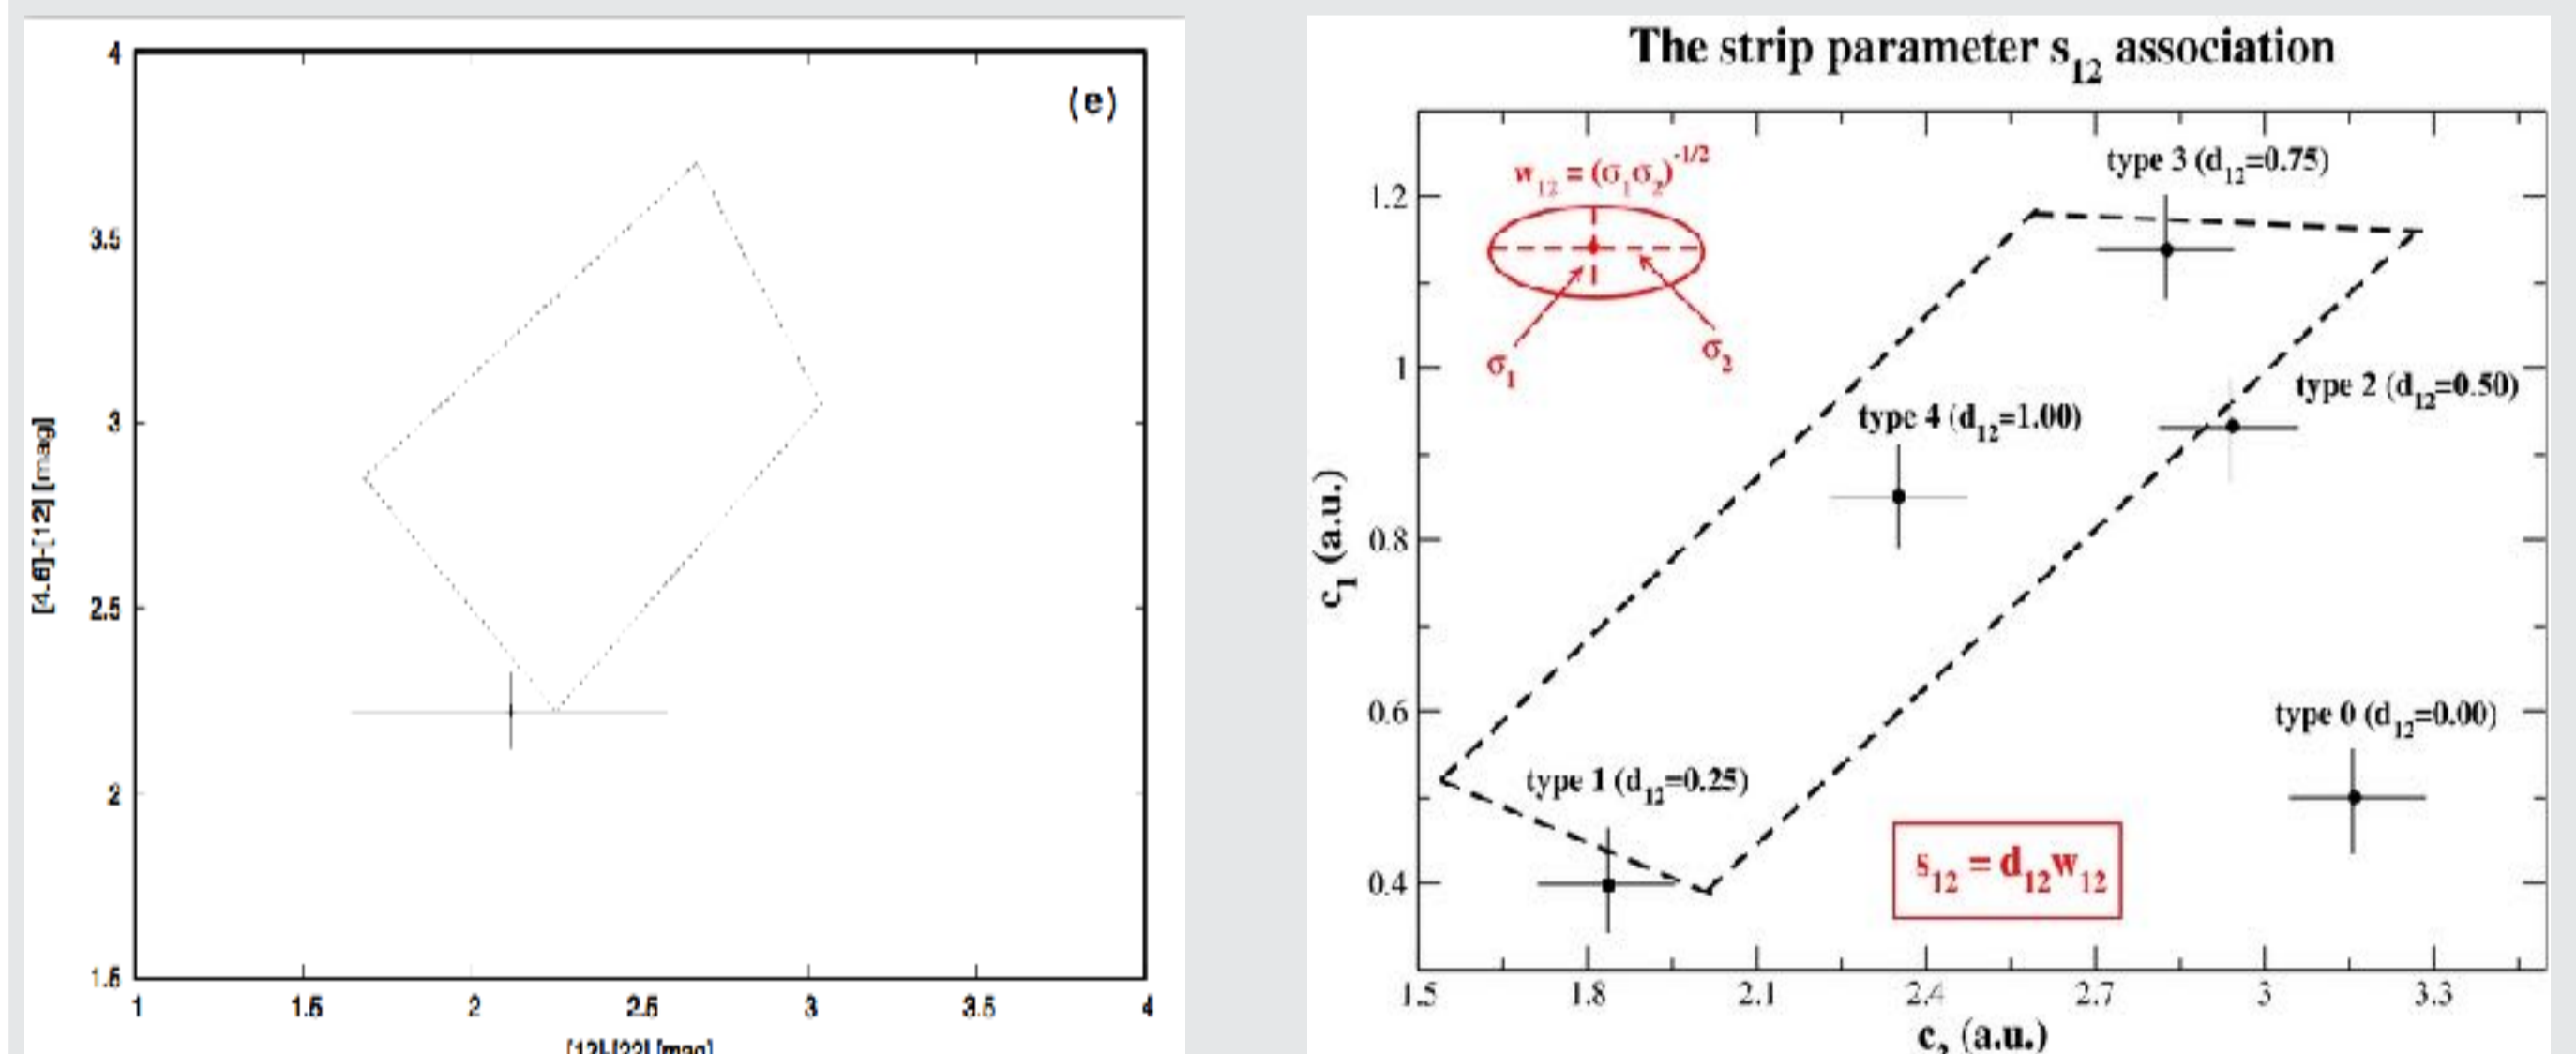 4
(e)
3.5
3
[4.6]-[12] [mag]
2.5
2
1.5
1 1.5 2 2.5 3 3.5 4
[12]-[22] [mag]
The strip parameter s12 association
w12 = (σ1σ2)-1/2
type 3 (d12=0.75)
1.2
σ1
σ2
1
type 2 (d12=0.50)
type 4 (d12=1.00)
c1 (a.u.)
0.8
0.6
type 0 (d12=0.00)
type 1 (d12=0.25)
s12 = d12w12
0.4
1.5 1.8 2.1 2.4 2.7 3 3.3
c2 (a.u.)